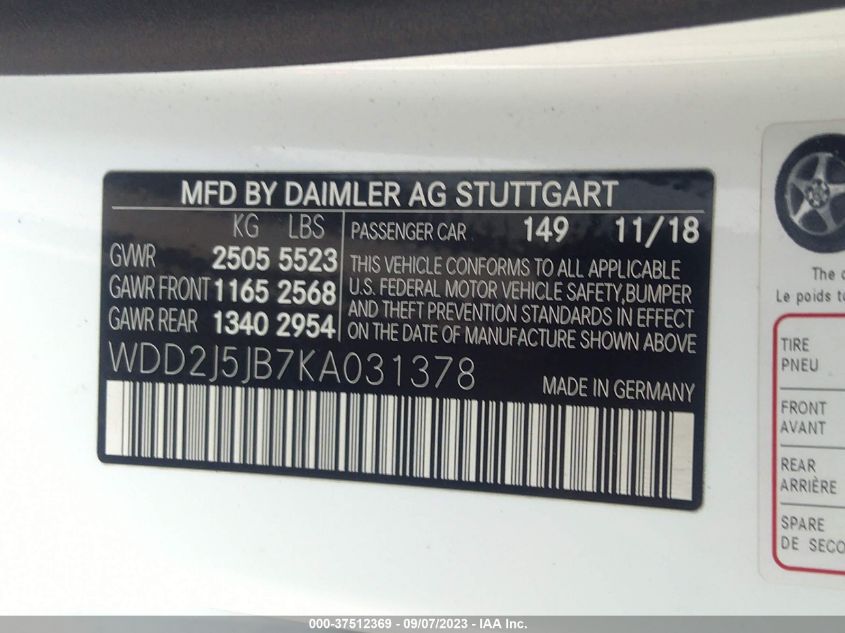 MFD BY DAIMLER AG STUTTGART
KG LBS
GVWR 2505 5523
GAWR FRONT 1165 2568
GAWR REAR 1340 2954
PASSENGER CAR 149 11/18
THIS VEHICLE CONFORMS TO ALL APPLICABLE
U.S. FEDERAL MOTOR VEHICLE SAFETY,BUMPER
AND THEFT PREVENTION STANDARDS IN EFFECT
ON THE DATE OF MANUFACTURE SHOWN ABOVE
WDD2J5JB7KA031378
MADE IN GERMANY
The
Le poids
TIRE
PNEU
FRONT
AVANT
REAR
ARRIÈRE
SPARE
DE
000-37512369 - 09/07/2023 - IAA Inc.